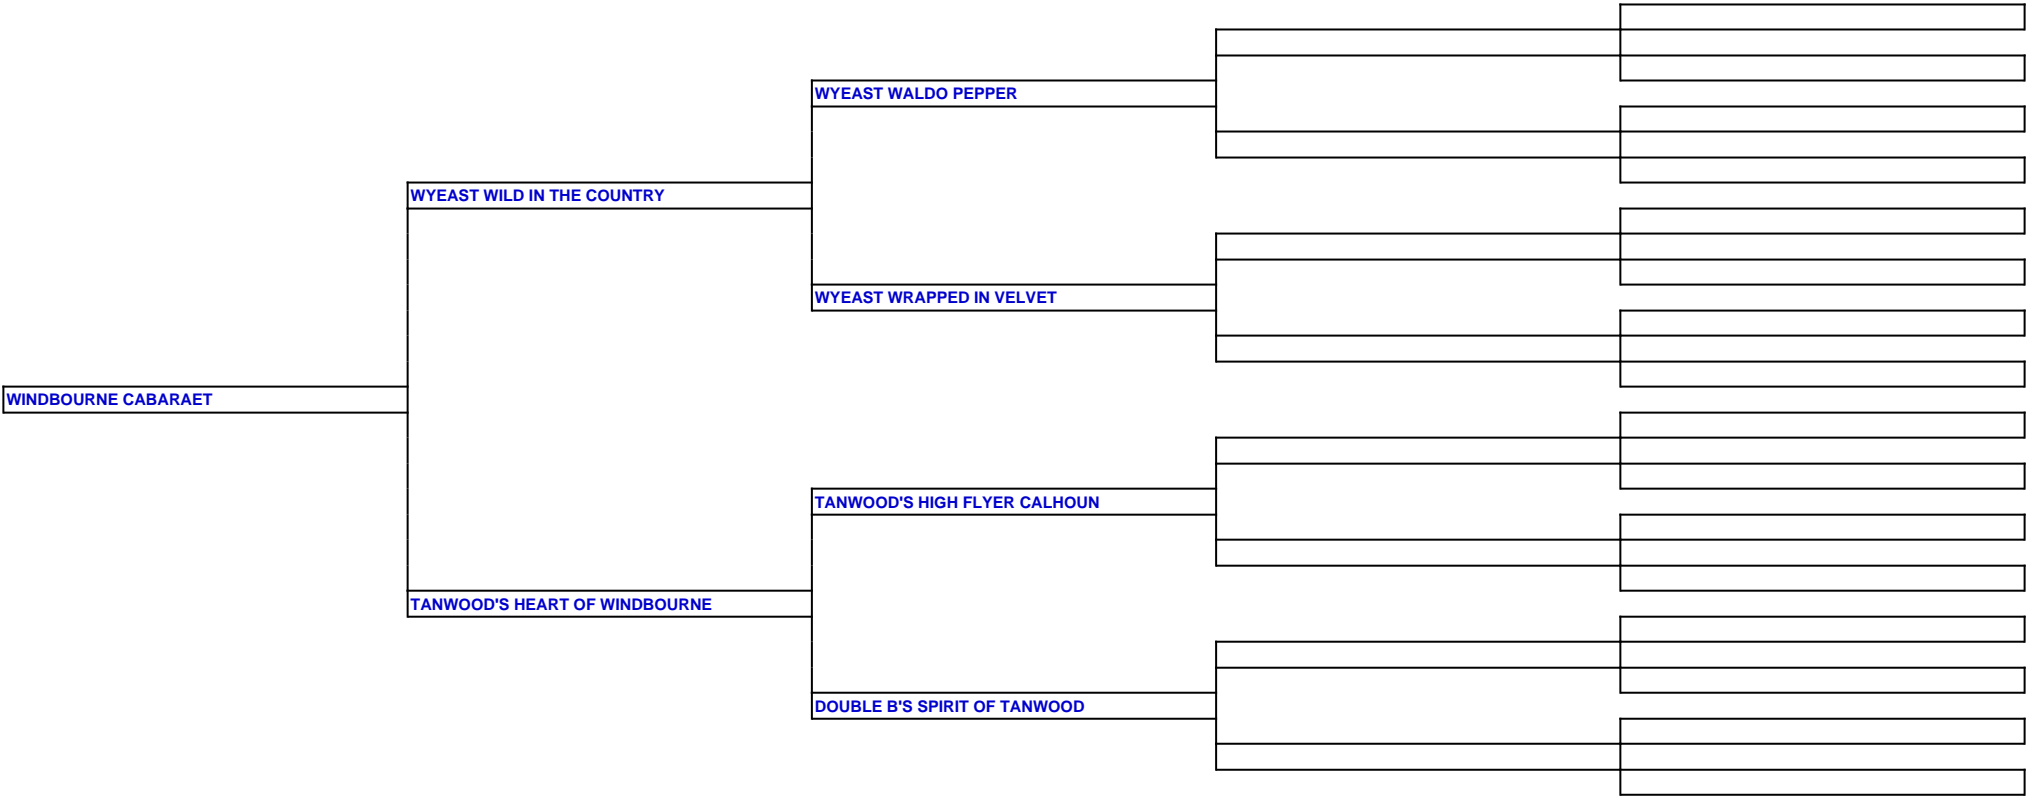 WYEAST WALDO PEPPER
WYEAST WILD IN THE COUNTRY
WYEAST WRAPPED IN VELVET
WINDBOURNE CABARAET
TANWOOD'S HIGH FLYER CALHOUN
TANWOOD'S HEART OF WINDBOURNE
DOUBLE B'S SPIRIT OF TANWOOD